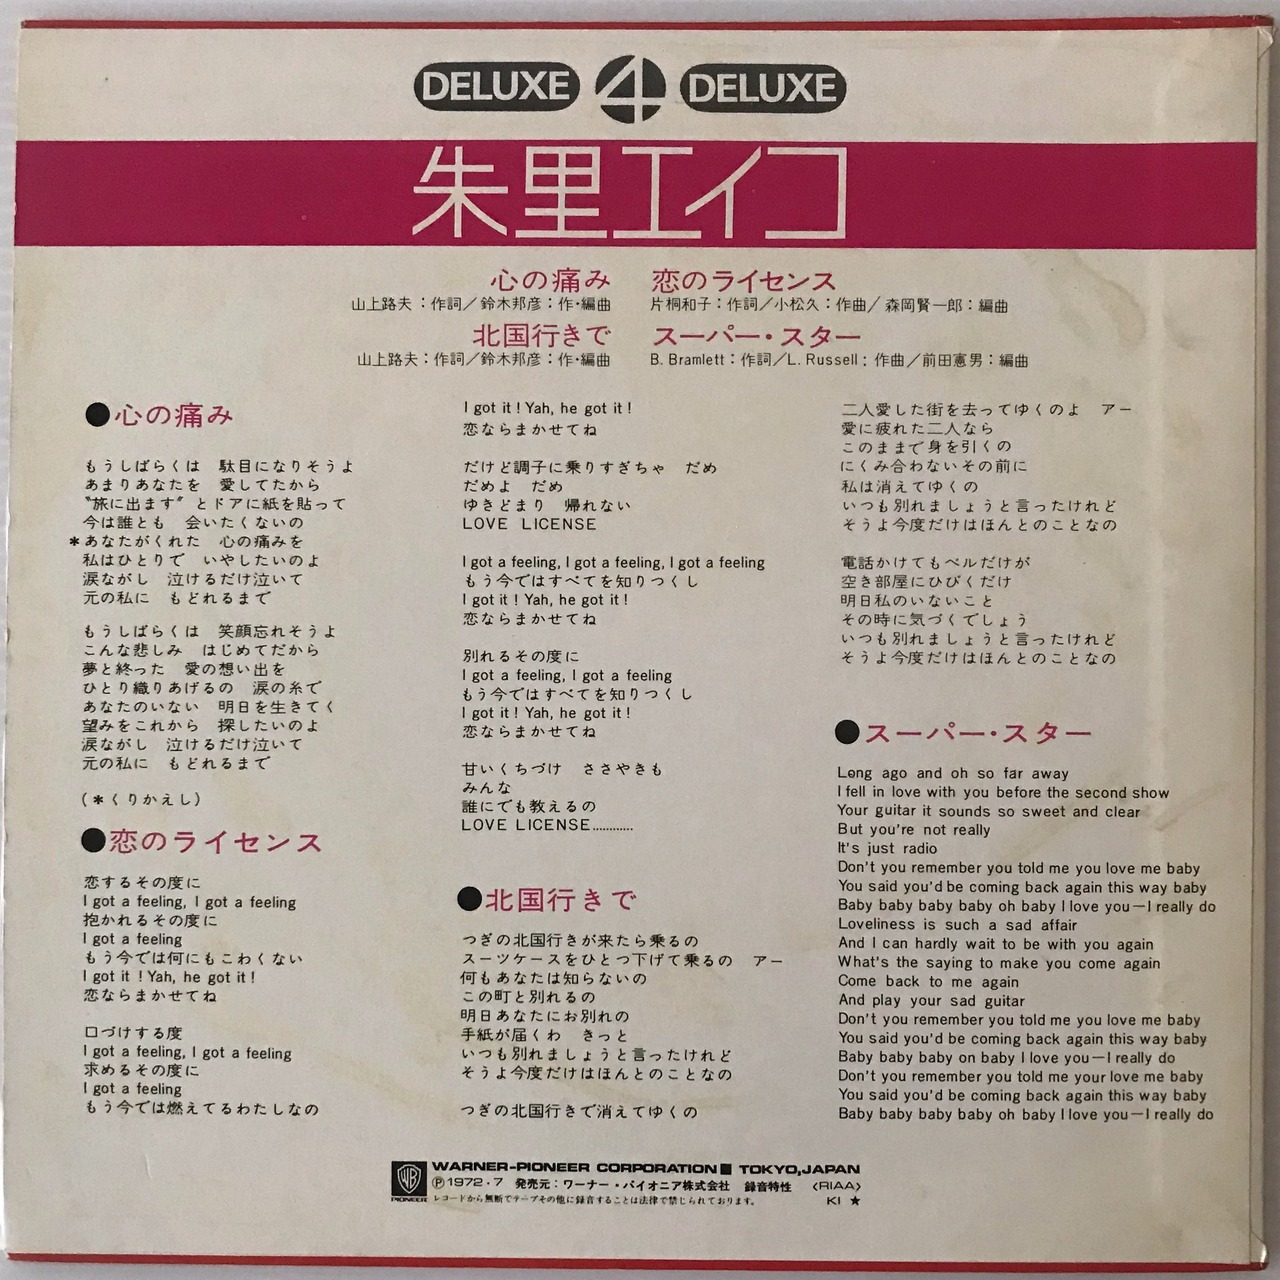 DELUXE 4 DELUXE
朱里エイコ
心の痛み
山上路夫：作詞／鈴木邦彦：作・編曲
恋のライセンス
片桐和子：作詞／小松久：作曲／森岡賢一郎：編曲
北国行きで
山上路夫：作詞／鈴木邦彦：作・編曲
スーパー・スター
B. Bramlett：作詞／L. Russell：作曲／前田憲男：編曲
●心の痛み
もうしばらくは　駄目になりそうよ
あまりあなたを　愛してたから
〝旅に出ます〟とドアに紙を貼って
今は誰とも　会いたくないの
＊あなたがくれた　心の痛みを
私はひとりで　いやしたいのよ
涙ながし　泣けるだけ泣いて
元の私に　もどれるまで
もうしばらくは　笑顔忘れそうよ
こんな悲しみ　はじめてだから
夢と終った　愛の想い出を
ひとり織りあげるの　涙の糸で
あなたのいない　明日を生きてく
望みをこれから　探したいのよ
涙ながし　泣けるだけ泣いて
元の私に　もどれるまで
(＊くりかえし)
●恋のライセンス
恋するその度に
I got a feeling, I got a feeling
抱かれるその度に
I got a feeling
もう今では何にもこわくない
I got it ! Yah, he got it !
恋ならまかせてね
口づけする度
I got a feeling, I got a feeling
求めるその度に
I got a feeling
もう今では燃えてるわたしなの
I got it ! Yah, he got it !
恋ならまかせてね
だけど調子に乗りすぎちゃ　だめ
だめよ　だめ
ゆきどまり　帰れない
LOVE LICENSE
I got a feeling, I got a feeling, I got a feeling
もう今ではすべてを知りつくし
I got it ! Yah, he got it !
恋ならまかせてね
別れるその度に
I got a feeling, I got a feeling
もう今ではすべてを知りつくし
I got it ! Yah, he got it !
恋ならまかせてね
甘いくちづけ　ささやきも
みんな
誰にでも教えるの
LOVE LICENSE…………
●北国行きで
つぎの北国行きが来たら乗るの
スーツケースをひとつ下げて乗るの　アー
何もあなたは知らないの
この町と別れるの
明日あなたにお別れの
手紙が届くわ　きっと
いつも別れましょうと言ったけれど
そうよ今度だけはほんとのことなの
つぎの北国行きで消えてゆくの
二人愛した街を去ってゆくのよ　アー
愛に疲れた二人なら
このままで身を引くの
にくみ合わないその前に
私は消えてゆくの
いつも別れましょうと言ったけれど
そうよ今度だけはほんとのことなの
電話かけてもベルだけが
空き部屋にひびくだけ
明日私のいないこと
その時に気づくでしょう
いつも別れましょうと言ったけれど
そうよ今度だけはほんとのことなの
●スーパー・スター
Long ago and oh so far away
I fell in love with you before the second show
Your guitar it sounds so sweet and clear
But you're not really
It's just radio
Don't you remember you told me you love me baby
You said you'd be coming back again this way baby
Baby baby baby baby oh baby I love you—I really do
Loveliness is such a sad affair
And I can hardly wait to be with you again
What's the saying to make you come again
Come back to me again
And play your sad guitar
Don't you remember you told me you love me baby
You said you'd be coming back again this way baby
Baby baby baby on baby I love you—I really do
Don't you remember you told me your love me baby
You said you'd be coming back again this way baby
Baby baby baby baby oh baby I love you—I really do
WB PIONEER
WARNER-PIONEER CORPORATION■ TOKYO, JAPAN
Ⓟ1972・7 発売元：ワーナー・パイオニア株式会社　録音特性　〈RIAA〉
レコードから無断でテープその他に録音することは法律で禁じられております。　KI ★